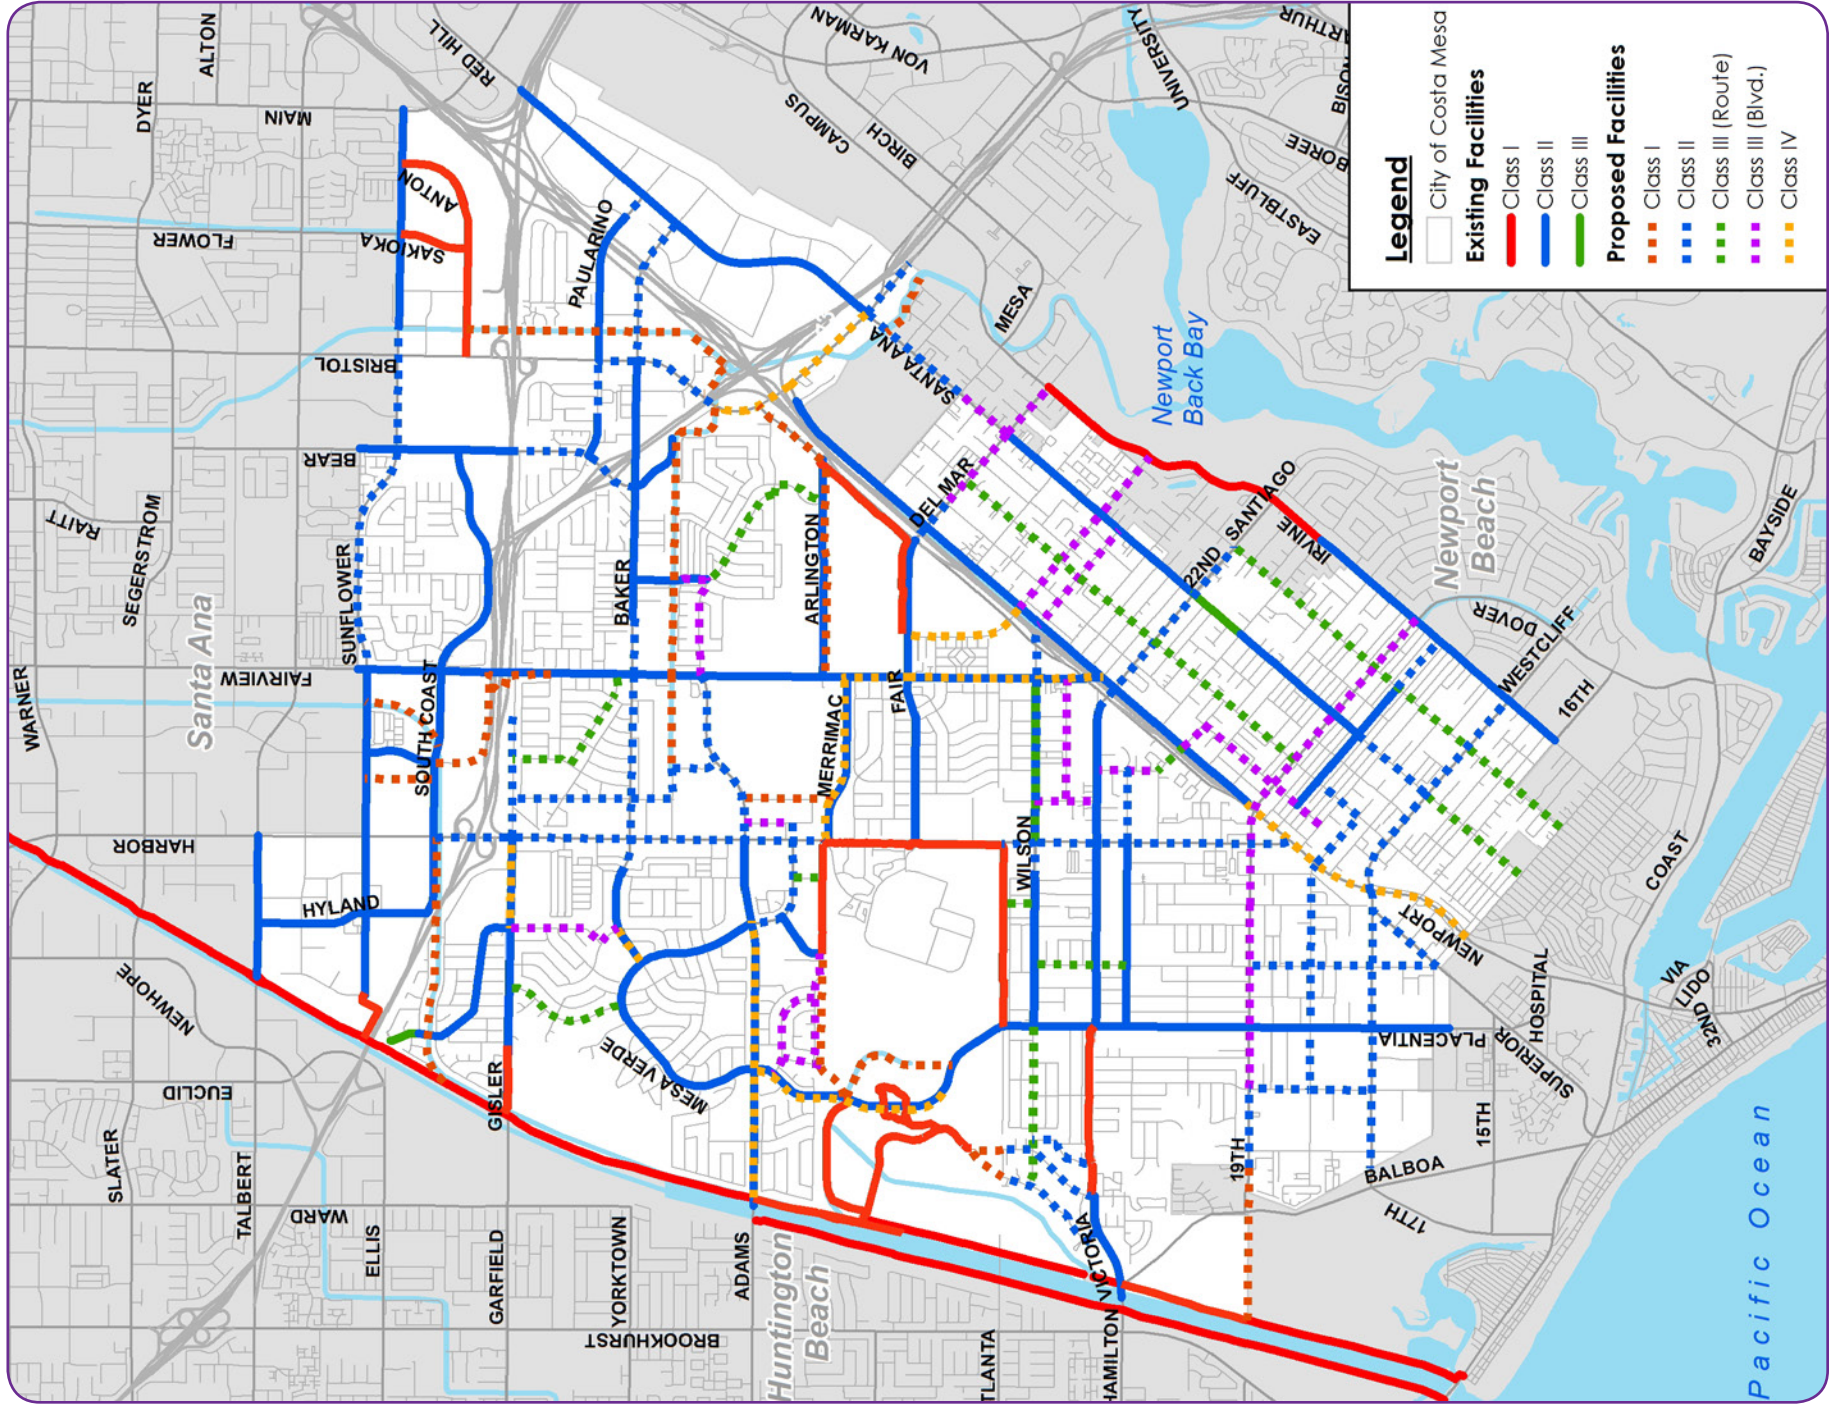 Legend
City of Costa Mesa
Existing Facilities
Class I
Class II
Class III
Proposed Facilities
Class I
Class II
Class III (Route)
Class III (Blvd.)
Class IV
ALTON
RED HILL
VON KARMAN
UNIVERSITY
DYER
MAIN
CAMPUS
BIRCH
ANTON
FLOWER
SAKIOKA
PAULARINO
EASTBLUFF
BOREE
MESA
BRISTOL
SANTA ANA
Newport
Back Bay
BEAR
RAITT
SEGERSTROM
DEL MAR
SANTIAGO
IRVINE
22ND
Newport
Beach
BAYSIDE
SUNFLOWER
BAKER
ARLINGTON
DOVER
WESTCLIFF
16TH
Santa Ana
WARNER
FAIRVIEW
SOUTH COAST
MERRIMAC
FAIR
HARBOR
HYLAND
WILSON
COAST
NEWPORT
NEWHOPE
PLACENTIA
HOSPITAL
SUPERIOR
VIA
LIDO
32ND
MESA VERDE
GISLER
EUCLID
SLATER
TALBERT
WARD
ELLIS
GARFIELD
YORKTOWN
ADAMS
BROOKHURST
Huntington
Beach
VICTORIA
HAMILTON
19TH
BALBOA
17TH
15TH
Pacific Ocean